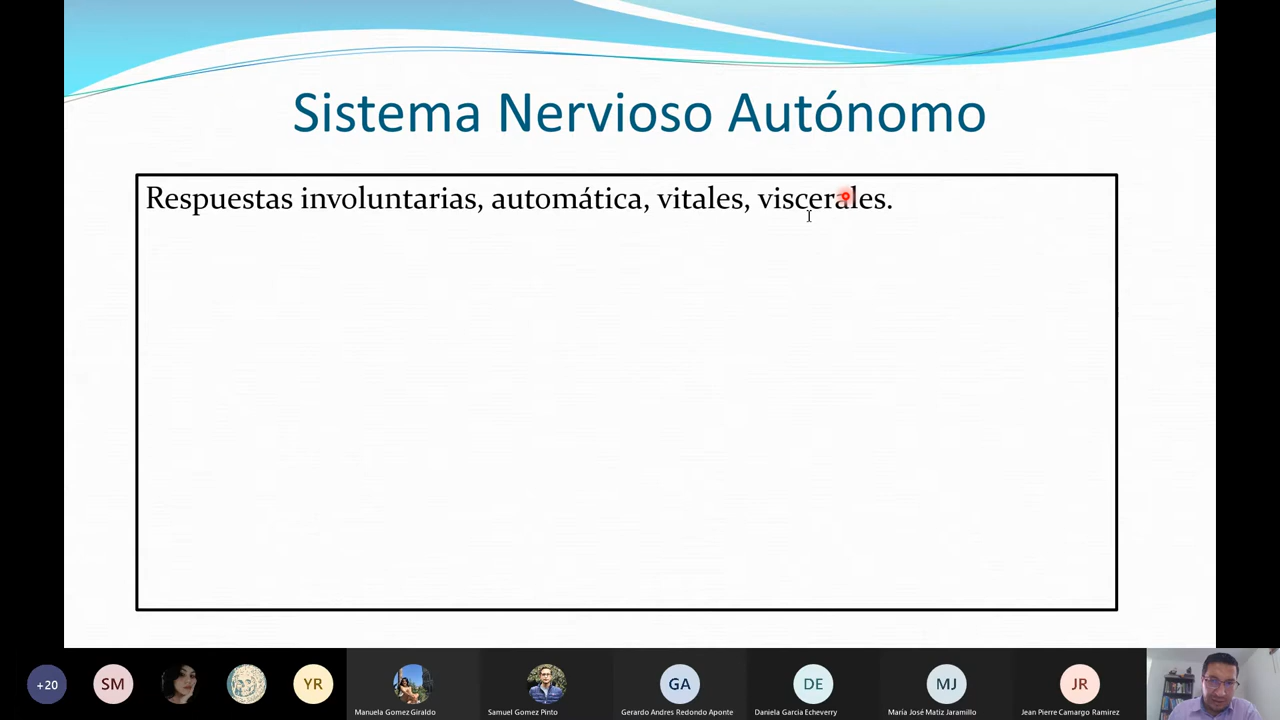 Sistema Nervioso Autónomo
Respuestas involuntarias, automática, vitales, viscerales.
+20
SM
YR
Manuela Gomez Giraldo
Samuel Gomez Pinto
GA
Gerardo Andres Redondo Aponte
DE
Daniela Garcia Echeverry
MJ
María José Matiz Jaramillo
JR
Jean Pierre Camargo Ramirez